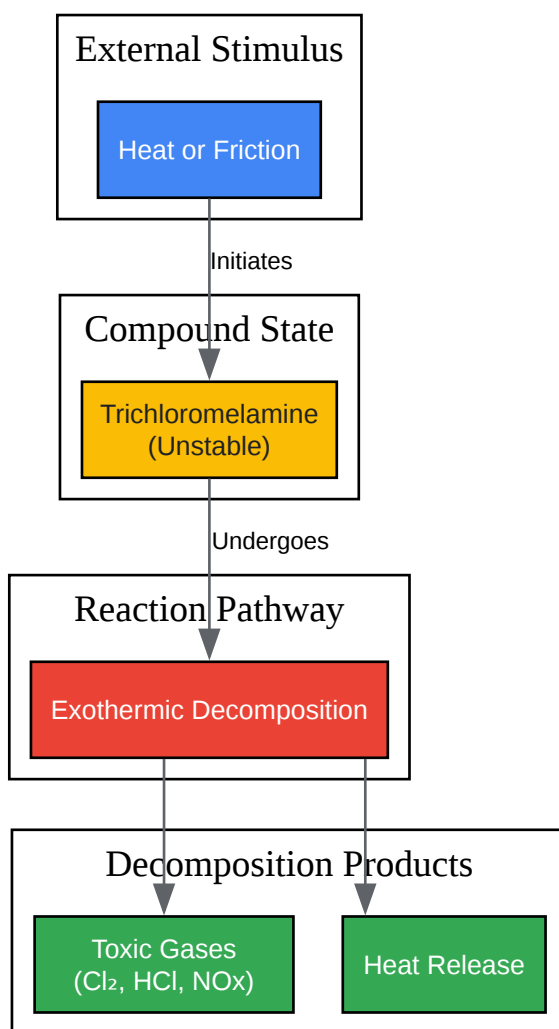 External Stimulus
Heat or Friction
Initiates
Compound State
Trichloromelamine
(Unstable)
Undergoes
Reaction Pathway
Exothermic Decomposition
Decomposition Products
Toxic Gases
(Cl₂, HCl, NOx)
Heat Release